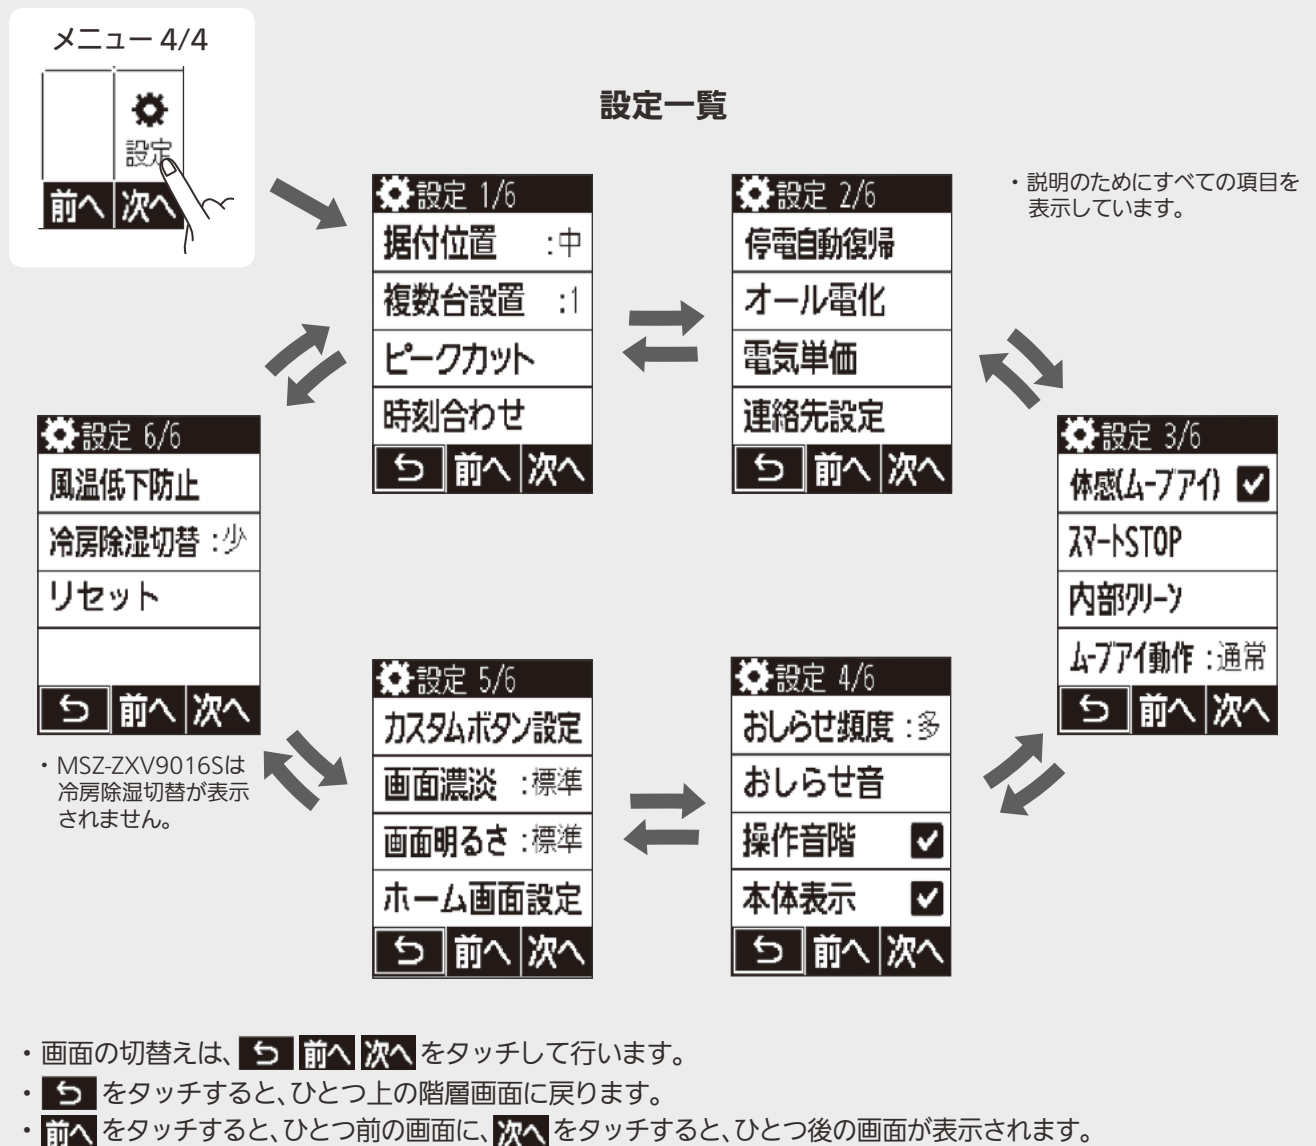 メニュー 4/4
設定
前へ 次へ
設定一覧
・説明のためにすべての項目を
表示しています。
設定 1/6
据付位置 :中
複数台設置 :1
ピークカット
時刻合わせ
前へ 次へ
設定 2/6
停電自動復帰
オール電化
電気単価
連絡先設定
前へ 次へ
設定 3/6
体感(ムーブアイ)
スマートSTOP
内部クリーン
ムーブアイ動作 :通常
前へ 次へ
設定 4/6
おしらせ頻度 :多
おしらせ音
操作音階
本体表示
前へ 次へ
設定 5/6
カスタムボタン設定
画面濃淡 :標準
画面明るさ :標準
ホーム画面設定
前へ 次へ
設定 6/6
風温低下防止
冷房除湿切替 :少
リセット
前へ 次へ
・MSZ-ZXV9016Sは
冷房除湿切替が表示
されません。
・画面の切替えは、 前へ 次へ をタッチして行います。
・ をタッチすると、ひとつ上の階層画面に戻ります。
・前へ をタッチすると、ひとつ前の画面に、次へ をタッチすると、ひとつ後の画面が表示されます。